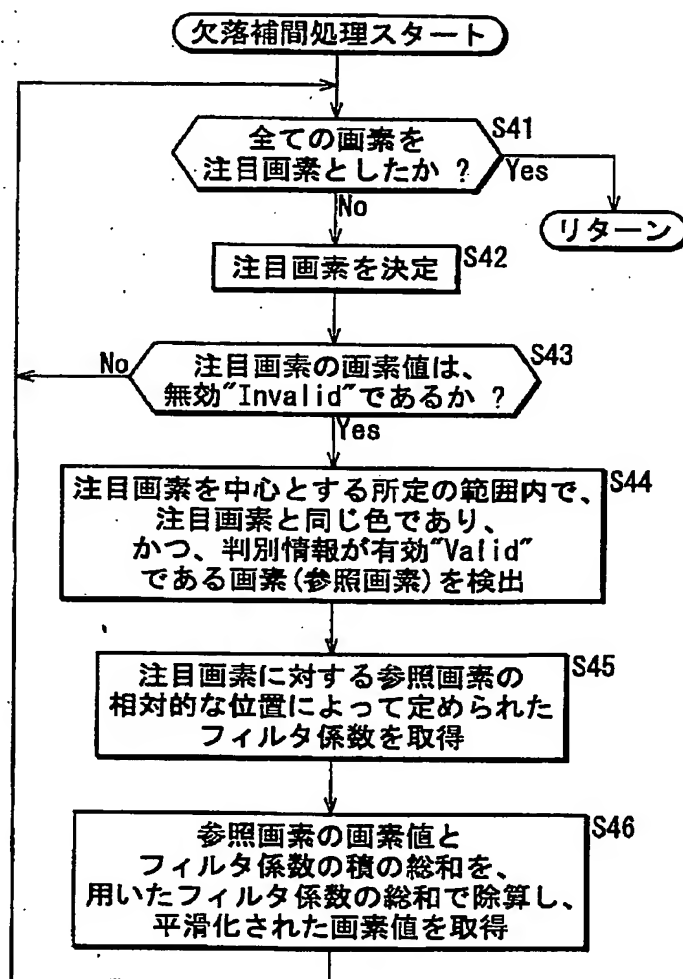 欠落補間処理スタート
全ての画素を
注目画素としたか ?
S41
Yes
No
リターン
注目画素を決定
S42
注目画素の画素値は、
無効"Invalid"であるか ?
S43
No
Yes
注目画素を中心とする所定の範囲内で、
注目画素と同じ色であり、
かつ、判別情報が有効"Valid"
である画素(参照画素)を検出
S44
注目画素に対する参照画素の
相対的な位置によって定められた
フィルタ係数を取得
S45
参照画素の画素値と
フィルタ係数の積の総和を、
用いたフィルタ係数の総和で除算し、
平滑化された画素値を取得
S46